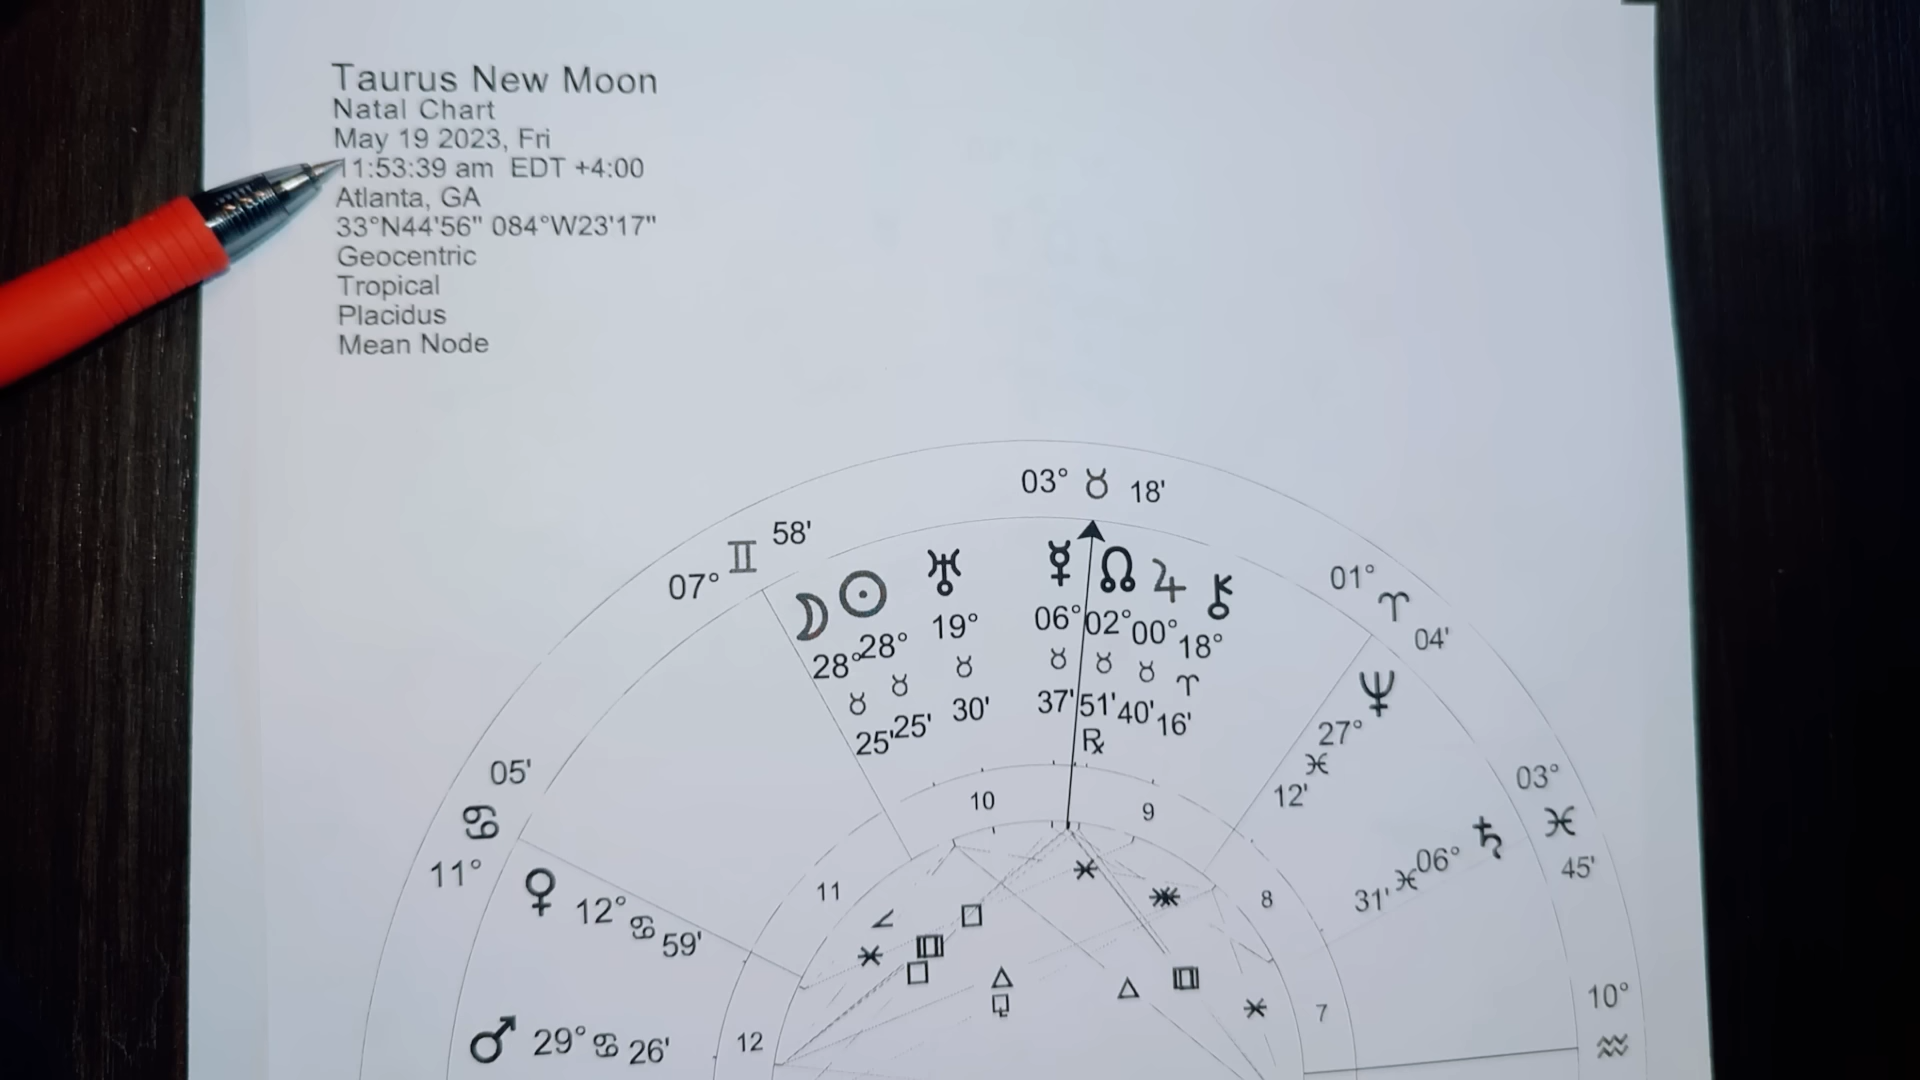 Taurus New Moon
Natal Chart
May 19 2023, Fri
11:53:39 am EDT +4:00
Atlanta, GA
33°N44'56" 084°W23'17"
Geocentric
Tropical
Placidus
Mean Node
03° ♉ 18'
07° ♊ 58'
01° ♈ 04'
☽ 28° ♉ 25'
☉ 28° ♉ 25'
♅ 19° ♉ 30'
☿ 06° ♉ 37'
☊ 02° ♉ 51' ℞
♃ 00° ♉ 40'
⚷ 18° ♈ 16'
♆ 27° ♓ 12'
11° ♋ 05'
03° ♓ 45'
♄ 06° ♓ 31'
♀ 12° ♋ 59'
♂ 29° ♋ 26'
10° ♒
10
9
11
8
12
7